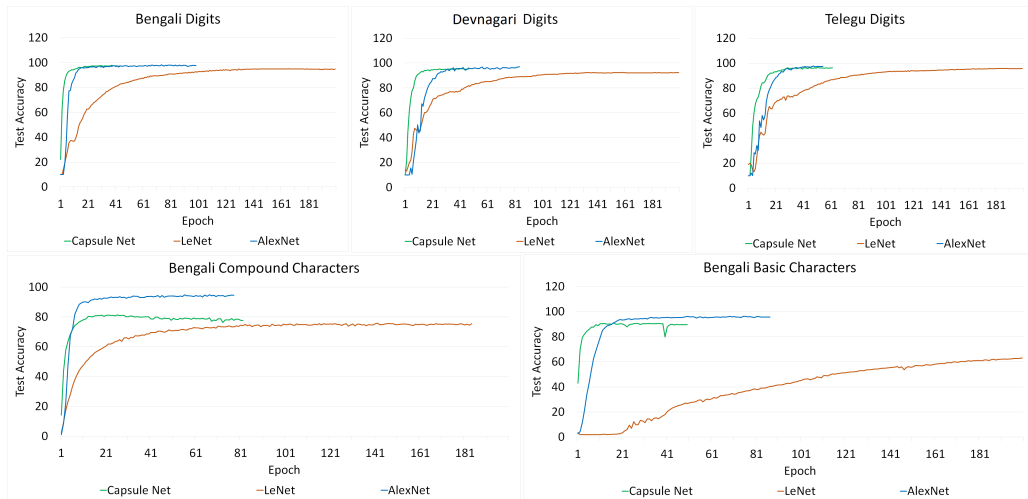 Bengali Digits
120
100
80
60
40
20
0
Test Accuracy
1 21 41 61 81 101 121 141 161 181
Epoch
Capsule Net LeNet AlexNet
Devnagari Digits
120
100
80
60
40
20
0
Test Accuracy
1 21 41 61 81 101 121 141 161 181
Epoch
Capsule Net LeNet AlexNet
Telegu Digits
120
100
80
60
40
20
0
Test Accuracy
1 21 41 61 81 101 121 141 161 181
Epoch
Capsule Net LeNet AlexNet
Bengali Compound Characters
100
80
60
40
20
0
Test Accuracy
1 21 41 61 81 101 121 141 161 181
Epoch
Capsule Net LeNet AlexNet
Bengali Basic Characters
120
100
80
60
40
20
0
Test Accuracy
1 21 41 61 81 101 121 141 161 181
Epoch
Capsule Net LeNet AlexNet